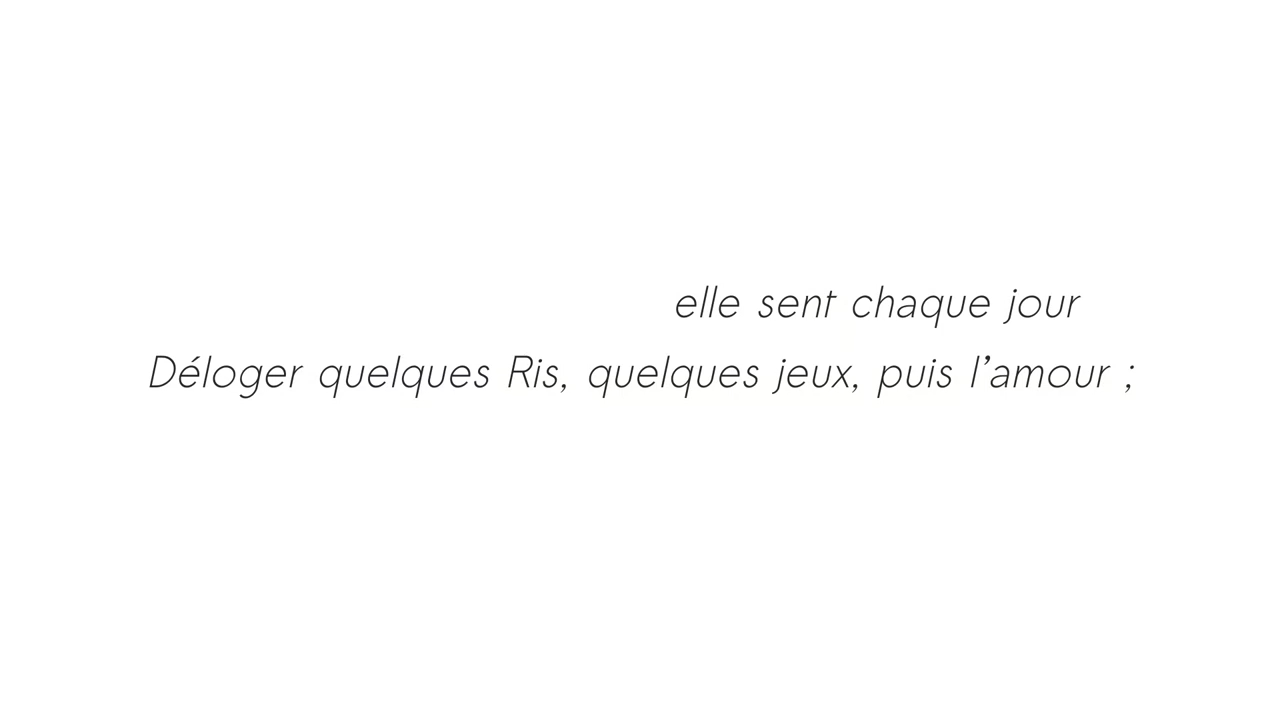 elle sent chaque jour
Déloger quelques Ris, quelques jeux, puis l’amour ;